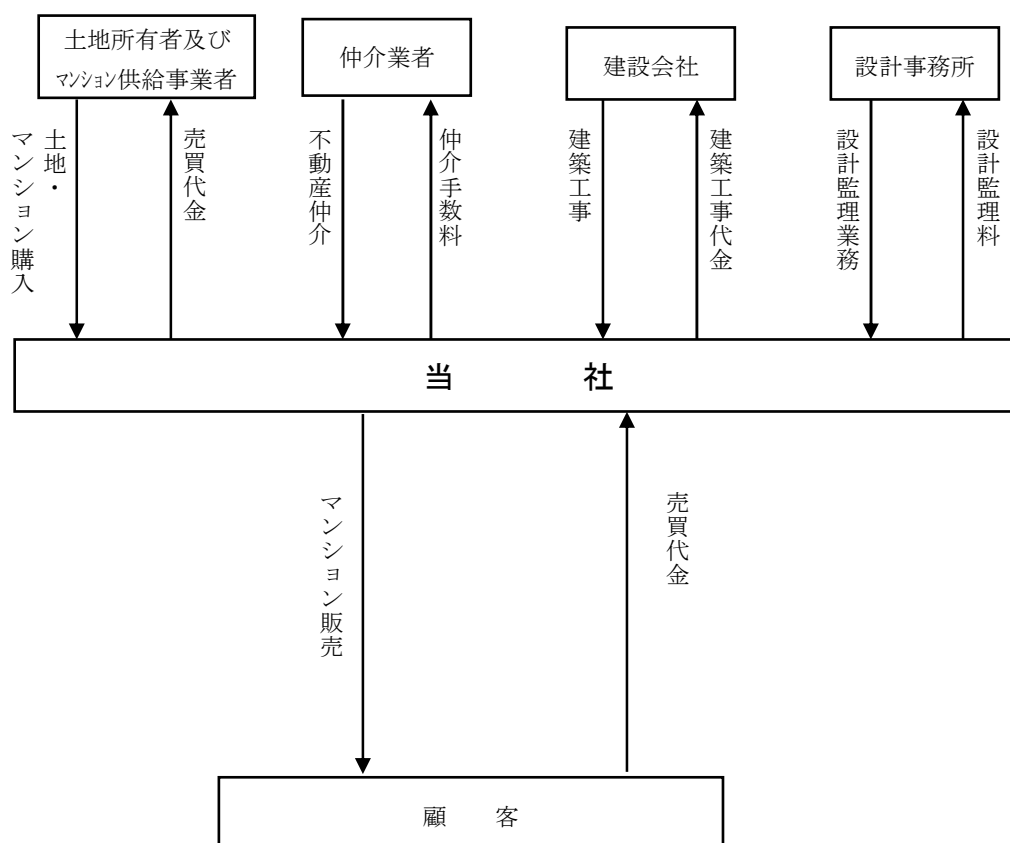 土地所有者及び
マンション供給事業者
仲介業者
建設会社
設計事務所
土地・
マンション購入
売買代金
不動産仲介
仲介手数料
建築工事
建築工事代金
設計監理業務
設計監理料
当　社
マンション販売
売買代金
顧　客